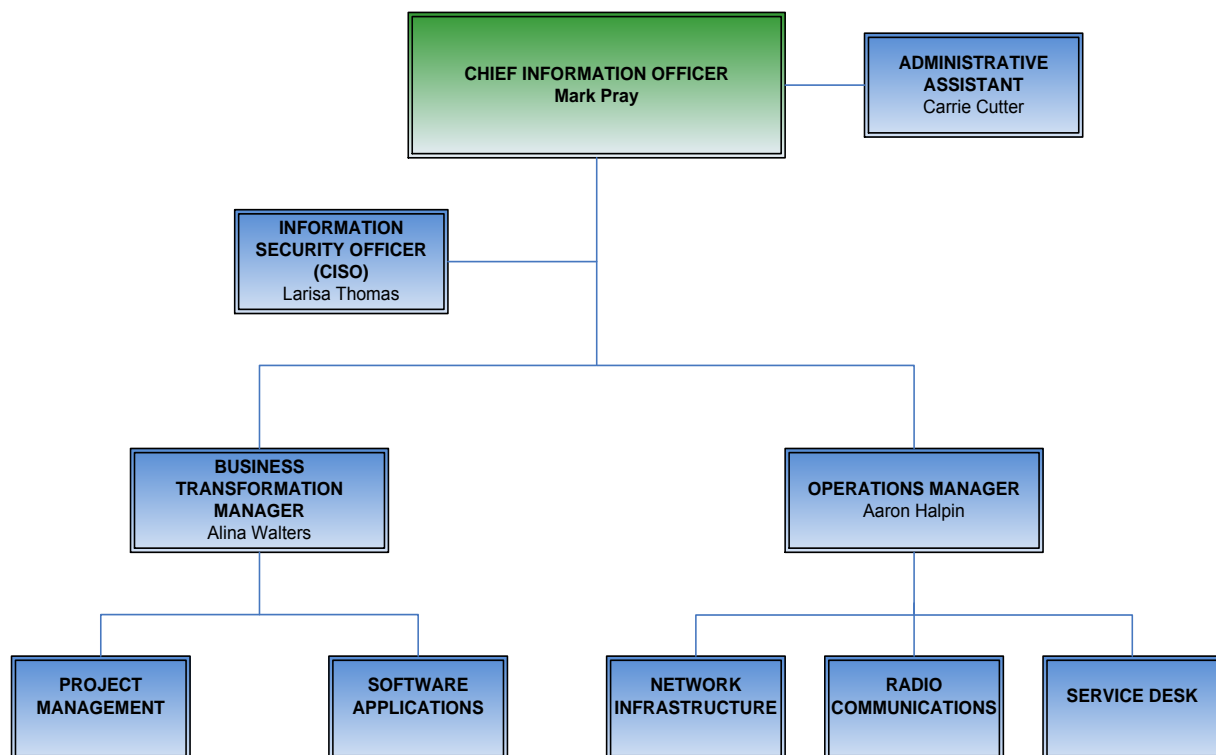 CHIEF INFORMATION OFFICER
Mark Pray
ADMINISTRATIVE
ASSISTANT
Carrie Cutter
INFORMATION
SECURITY OFFICER
(CISO)
Larisa Thomas
BUSINESS
TRANSFORMATION
MANAGER
Alina Walters
OPERATIONS MANAGER
Aaron Halpin
PROJECT
MANAGEMENT
SOFTWARE
APPLICATIONS
NETWORK
INFRASTRUCTURE
RADIO
COMMUNICATIONS
SERVICE DESK